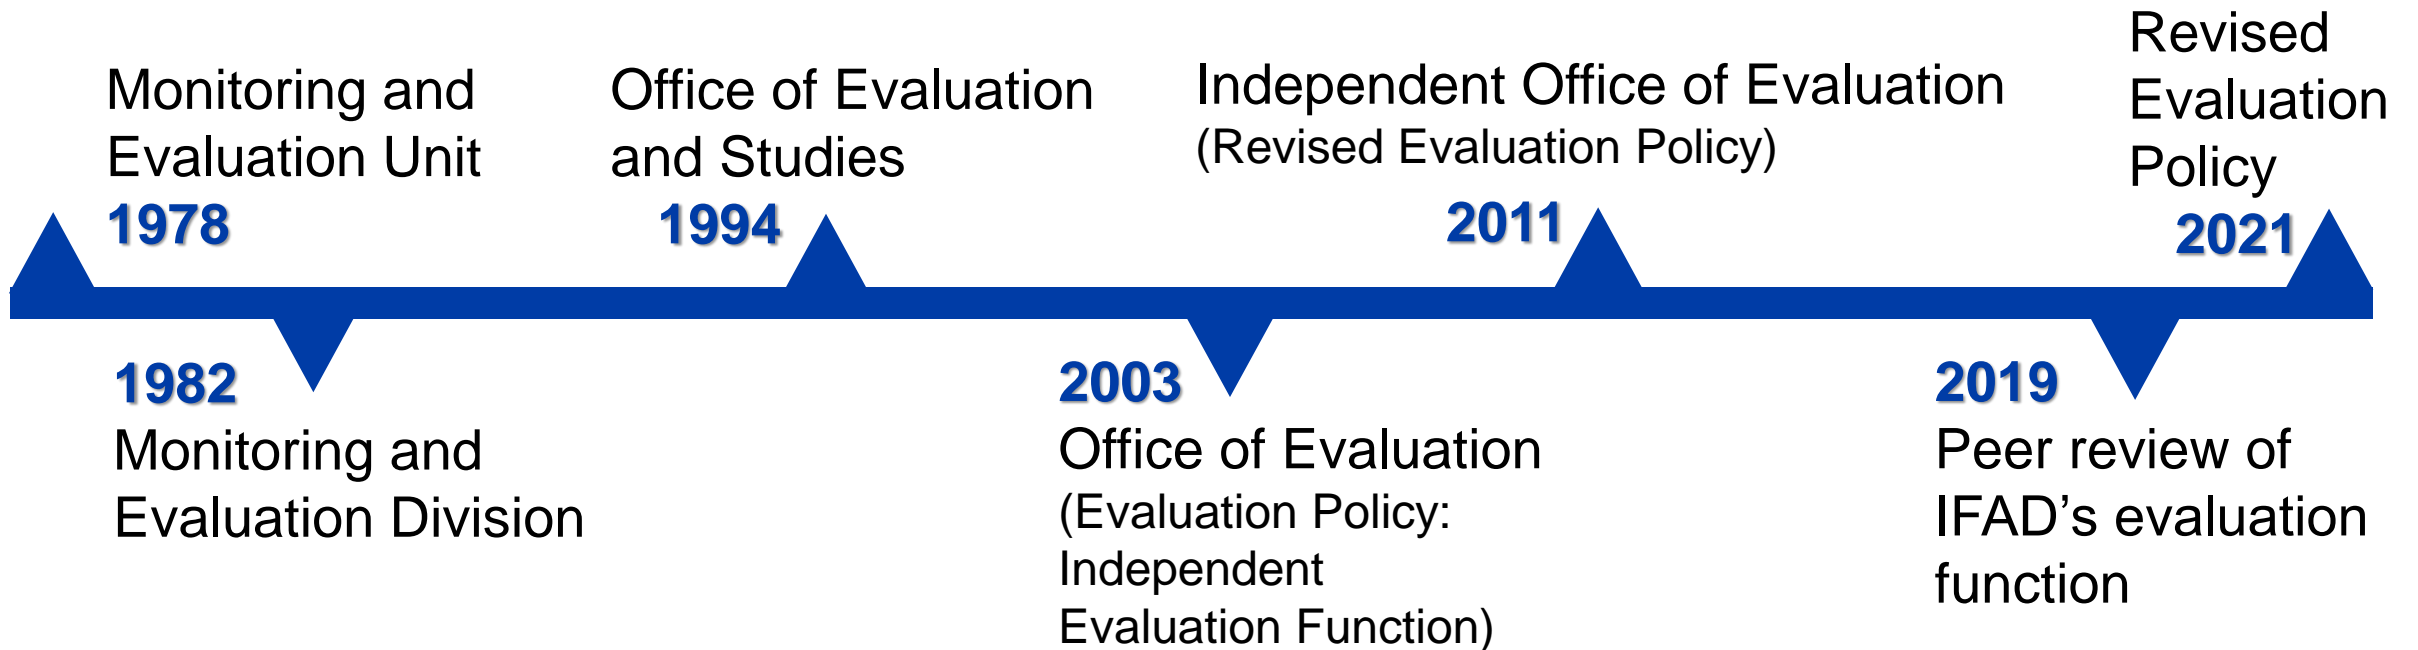 Monitoring and
Evaluation Unit
1978
Office of Evaluation
and Studies
1994
Independent Office of Evaluation
(Revised Evaluation Policy)
2011
Revised
Evaluation
Policy
2021
1982
Monitoring and
Evaluation Division
2003
Office of Evaluation
(Evaluation Policy:
Independent
Evaluation Function)
2019
Peer review of
IFAD’s evaluation
function